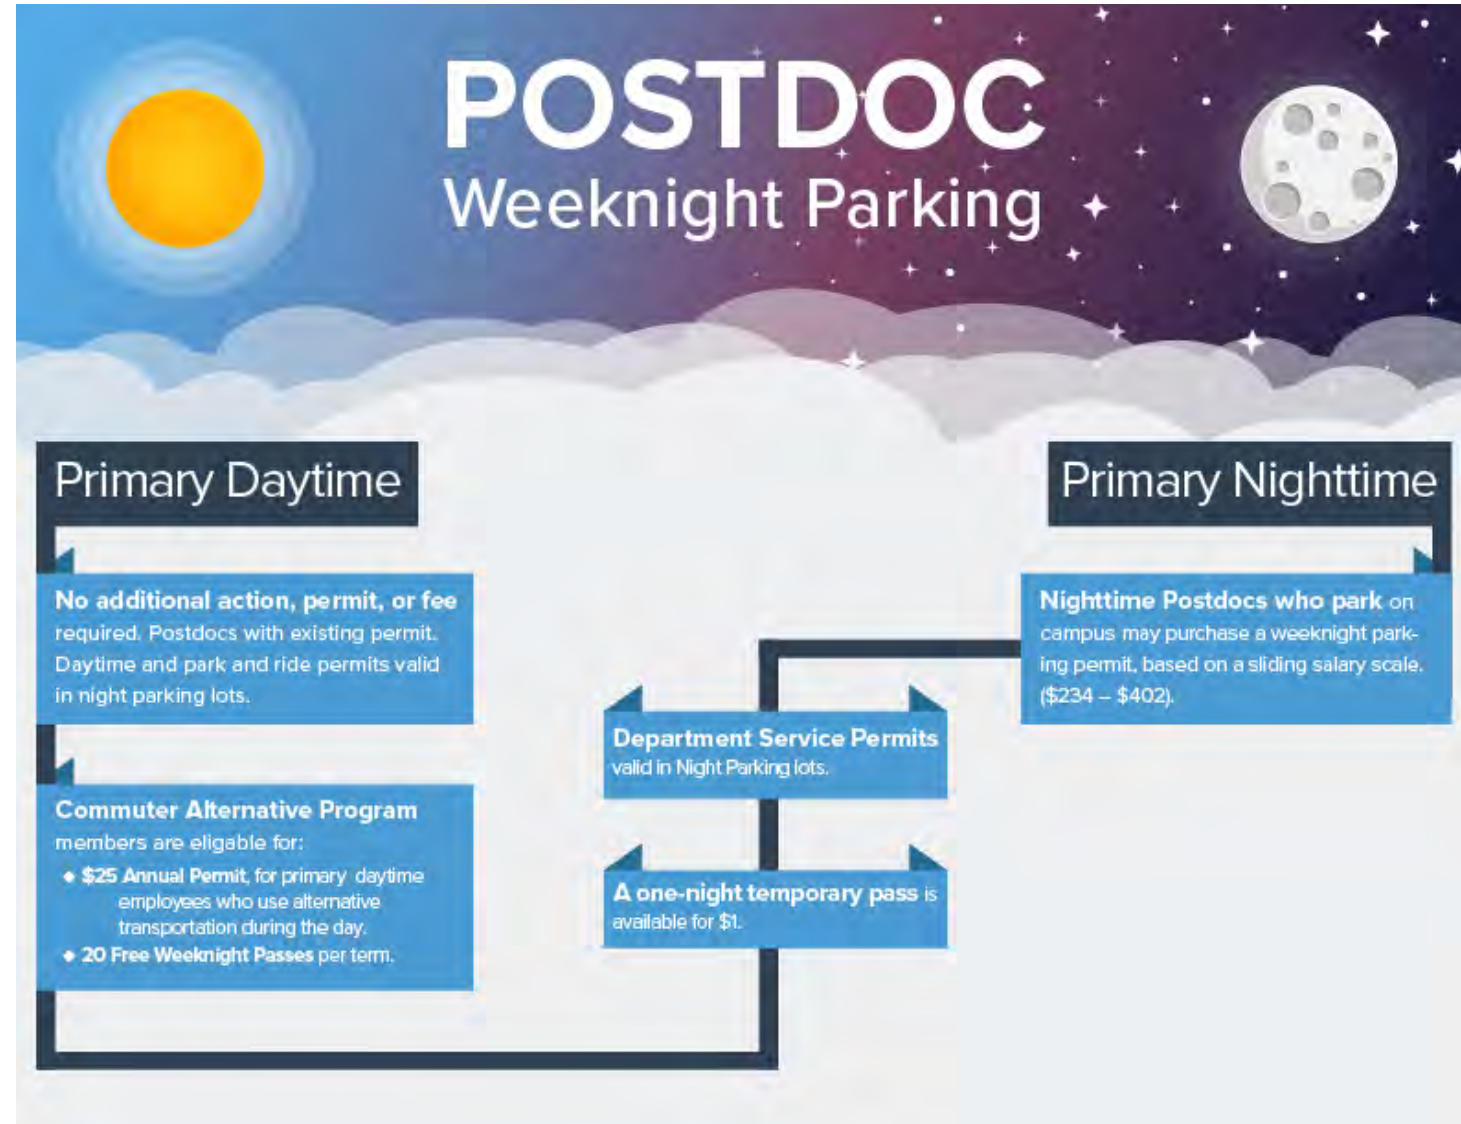 POSTDOC
Weeknight Parking
Primary Daytime
No additional action, permit, or fee
required. Postdocs with existing permit.
Daytime and park and ride permits valid
in night parking lots.
Commuter Alternative Program
members are eligable for:
◆ $25 Annual Permit, for primary daytime
employees who use alternative
transportation during the day.
◆ 20 Free Weeknight Passes per term.
Department Service Permits
valid in Night Parking lots.
A one-night temporary pass is
available for $1.
Primary Nighttime
Nighttime Postdocs who park on
campus may purchase a weeknight park-
ing permit, based on a sliding salary scale.
($234 – $402).